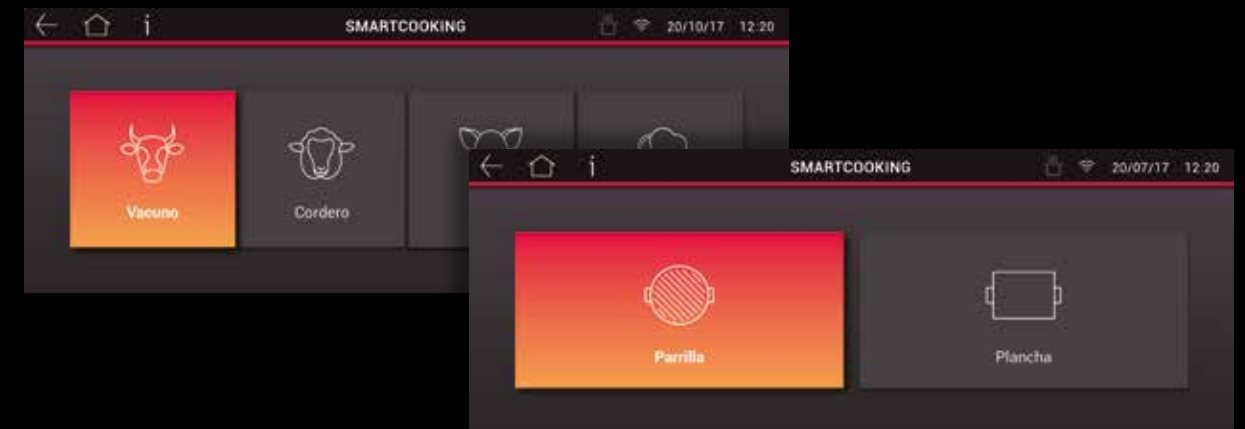 SMARTCOOKING 20/10/17 12:20
Vacuno Cordero
SMARTCOOKING 20/07/17 12:20
Parrilla Plancha